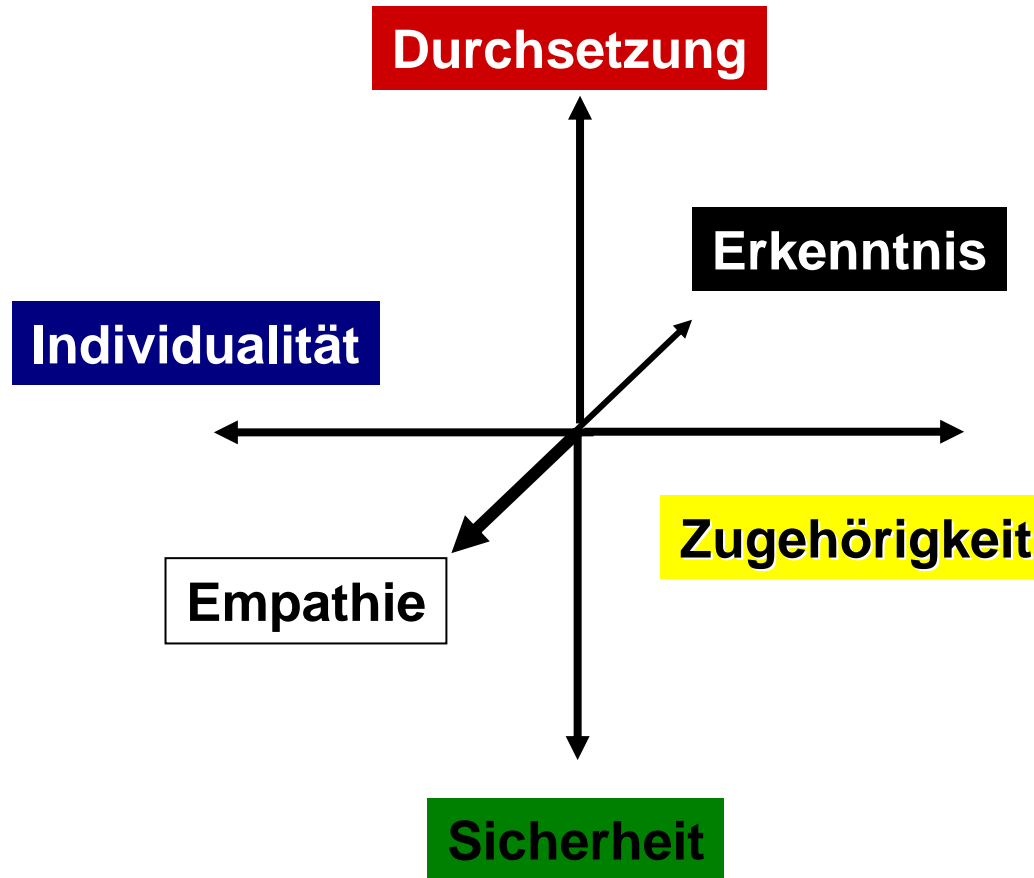 Durchsetzung
Erkenntnis
Individualität
Zugehörigkeit
Empathie
Sicherheit